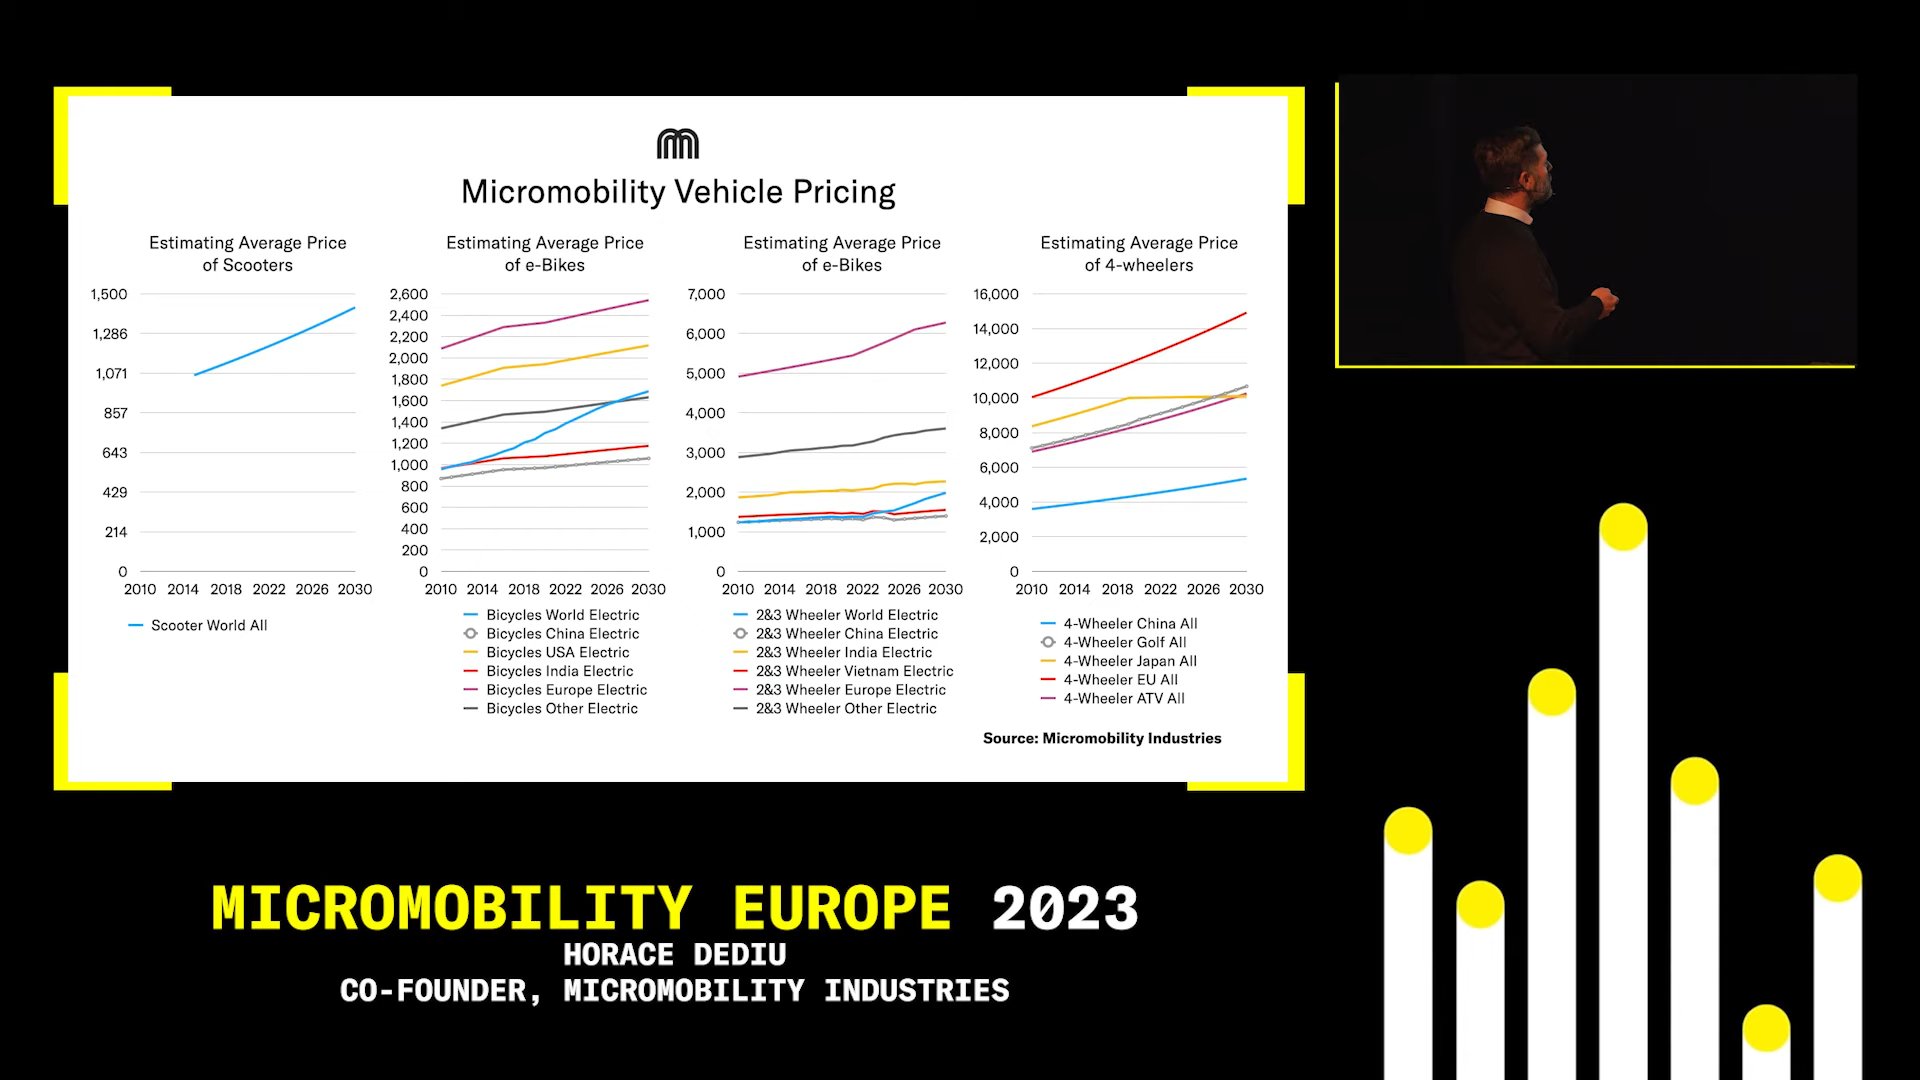 Micromobility Vehicle Pricing
Estimating Average Price
of Scooters
1,500
1,286
1,071
857
643
429
214
0
2010 2014 2018 2022 2026 2030
Scooter World All
Estimating Average Price
of e-Bikes
2,600
2,400
2,200
2,000
1,800
1,600
1,400
1,200
1,000
800
600
400
200
0
2010 2014 2018 2022 2026 2030
Bicycles World Electric
Bicycles China Electric
Bicycles USA Electric
Bicycles India Electric
Bicycles Europe Electric
Bicycles Other Electric
Estimating Average Price
of e-Bikes
7,000
6,000
5,000
4,000
3,000
2,000
1,000
0
2010 2014 2018 2022 2026 2030
2&3 Wheeler World Electric
2&3 Wheeler China Electric
2&3 Wheeler India Electric
2&3 Wheeler Vietnam Electric
2&3 Wheeler Europe Electric
2&3 Wheeler Other Electric
Estimating Average Price
of 4-wheelers
16,000
14,000
12,000
10,000
8,000
6,000
4,000
2,000
0
2010 2014 2018 2022 2026 2030
4-Wheeler China All
4-Wheeler Golf All
4-Wheeler Japan All
4-Wheeler EU All
4-Wheeler ATV All
Source: Micromobility Industries
MICROMOBILITY EUROPE 2023
HORACE DEDIU
CO-FOUNDER, MICROMOBILITY INDUSTRIES